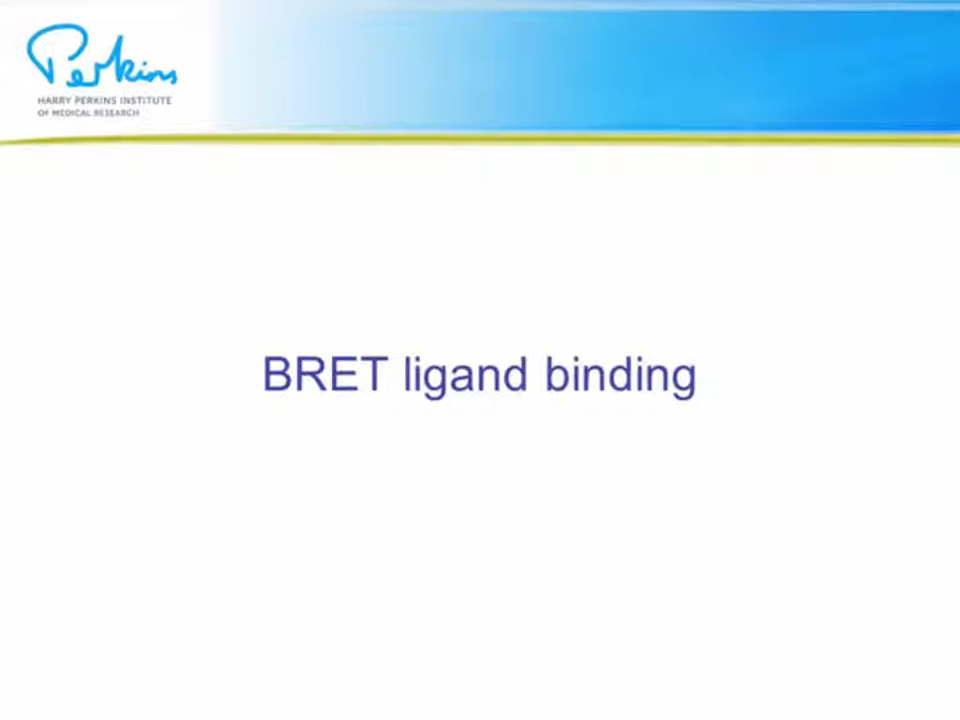 Perkins
HARRY PERKINS INSTITUTE
OF MEDICAL RESEARCH
BRET ligand binding